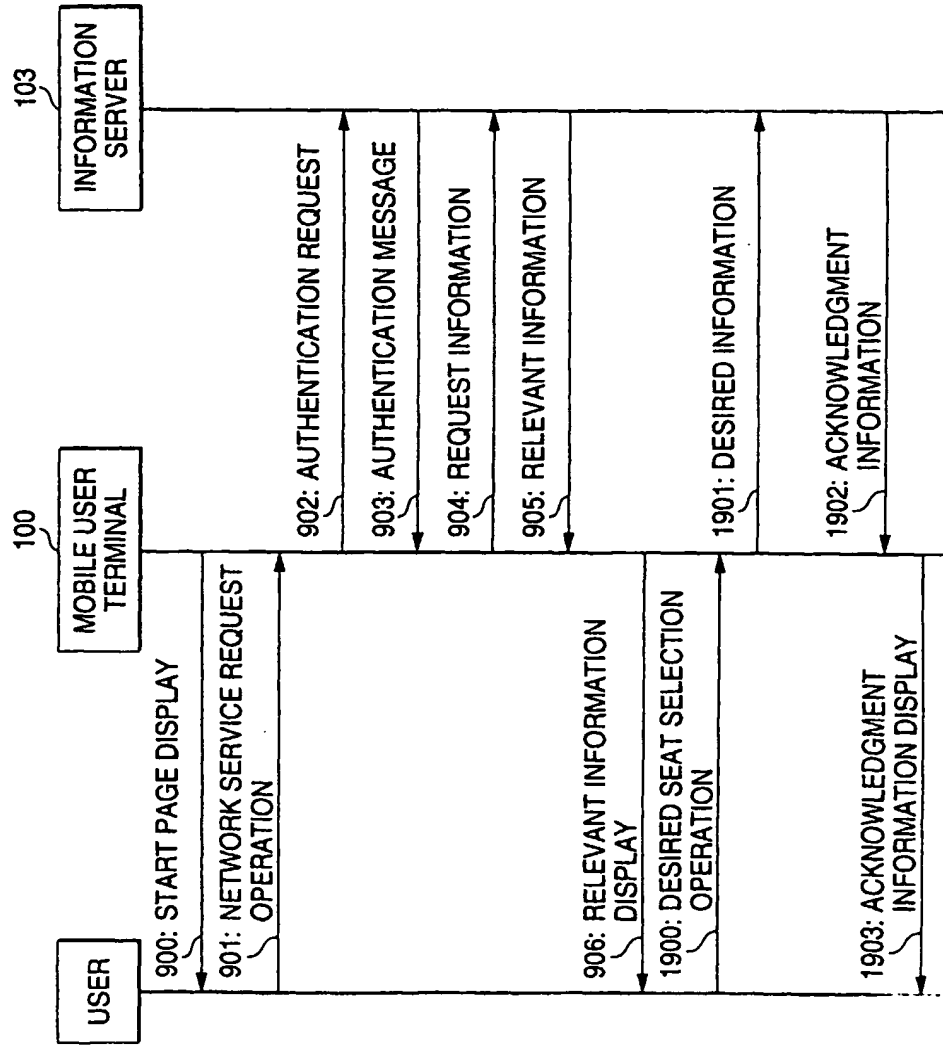 USER
100
MOBILE USER
TERMINAL
103
INFORMATION
SERVER
900: START PAGE DISPLAY
901: NETWORK SERVICE REQUEST
OPERATION
902: AUTHENTICATION REQUEST
903: AUTHENTICATION MESSAGE
904: REQUEST INFORMATION
905: RELEVANT INFORMATION
906: RELEVANT INFORMATION
DISPLAY
1900: DESIRED SEAT SELECTION
OPERATION
1901: DESIRED INFORMATION
1902: ACKNOWLEDGMENT
INFORMATION
1903: ACKNOWLEDGMENT
INFORMATION DISPLAY